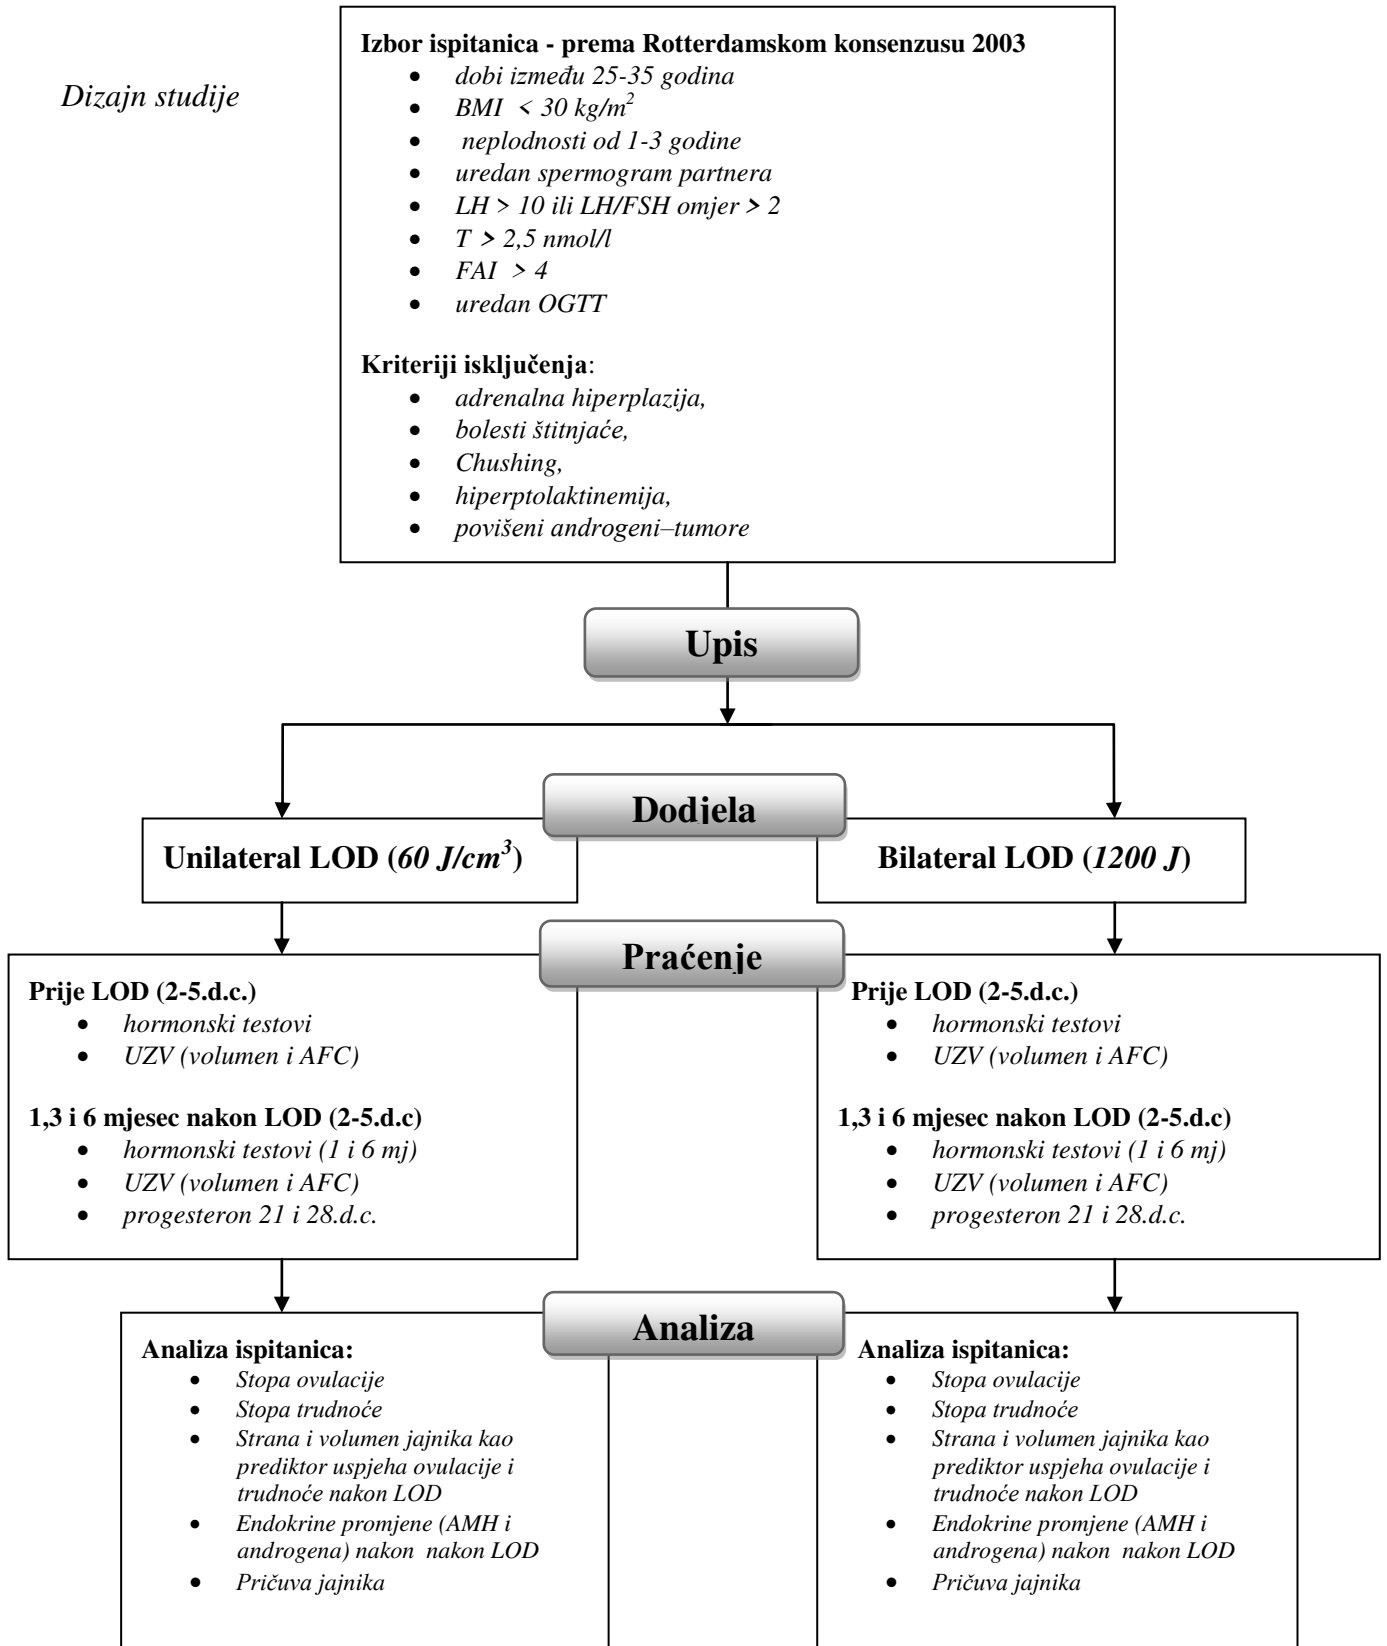 Dizajn studije
Izbor ispitanica - prema Rotterdamskom konsenzusu 2003
• dobi između 25-35 godina
• BMI < 30 kg/m²
• neplodnosti od 1-3 godine
• uredan spermogram partnera
• LH > 10 ili LH/FSH omjer > 2
• T > 2,5 nmol/l
• FAI > 4
• uredan OGTT
Kriteriji isključenja:
• adrenalna hiperplazija,
• bolesti štitnjaće,
• Chushing,
• hiperptolaktinemija,
• povišeni androgeni–tumore
Upis
Dodjela
Unilateral LOD (60 J/cm³)
Bilateral LOD (1200 J)
Praćenje
Prije LOD (2-5.d.c.)
• hormonski testovi
• UZV (volumen i AFC)
1,3 i 6 mjesec nakon LOD (2-5.d.c)
• hormonski testovi (1 i 6 mj)
• UZV (volumen i AFC)
• progesteron 21 i 28.d.c.
Prije LOD (2-5.d.c.)
• hormonski testovi
• UZV (volumen i AFC)
1,3 i 6 mjesec nakon LOD (2-5.d.c)
• hormonski testovi (1 i 6 mj)
• UZV (volumen i AFC)
• progesteron 21 i 28.d.c.
Analiza
Analiza ispitanica:
• Stopa ovulacije
• Stopa trudnoće
• Strana i volumen jajnika kao
prediktor uspjeha ovulacije i
trudnoće nakon LOD
• Endokrine promjene (AMH i
androgena) nakon nakon LOD
• Pričuva jajnika
Analiza ispitanica:
• Stopa ovulacije
• Stopa trudnoće
• Strana i volumen jajnika kao
prediktor uspjeha ovulacije i
trudnoće nakon LOD
• Endokrine promjene (AMH i
androgena) nakon nakon LOD
• Pričuva jajnika